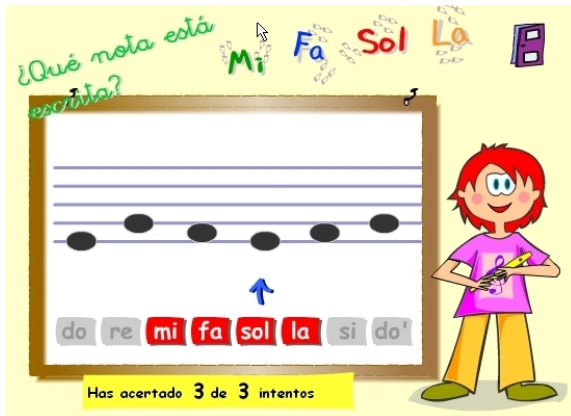 ¿Qué nota está
escrita?
Mi Fa Sol La
do re mi fa sol la si do'
Has acertado 3 de 3 intentos